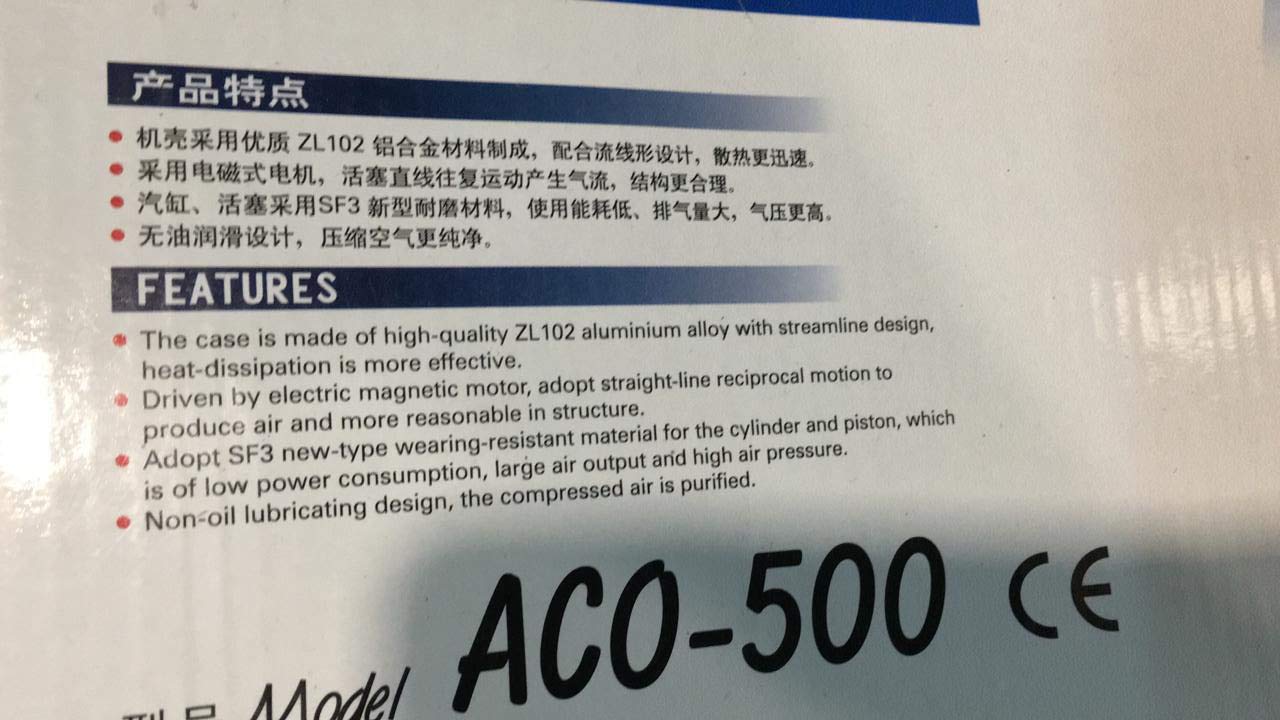 产品特点
机壳采用优质 ZL102 铝合金材料制成，配合流线形设计，散热更迅速。
采用电磁式电机，活塞直线往复运动产生气流，结构更合理。
汽缸、活塞采用SF3 新型耐磨材料，使用能耗低、排气量大，气压更高。
无油润滑设计，压缩空气更纯净。
FEATURES
The case is made of high-quality ZL102 aluminium alloy with streamline design,
heat-dissipation is more effective.
Driven by electric magnetic motor, adopt straight-line reciprocal motion to
produce air and more reasonable in structure.
Adopt SF3 new-type wearing-resistant material for the cylinder and piston, which
is of low power consumption, large air output and high air pressure.
Non-oil lubricating design, the compressed air is purified.
Model ACO-500 CE